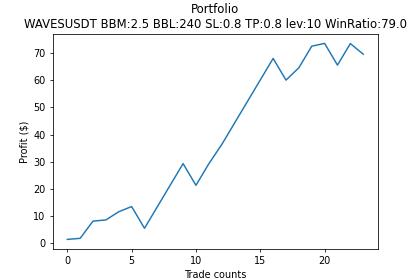 Portfolio
WAVESUSDT BBM:2.5 BBL:240 SL:0.8 TP:0.8 lev:10 WinRatio:79.0
70
60
50
40
30
20
10
0
Profit ($)
0 5 10 15 20
Trade counts